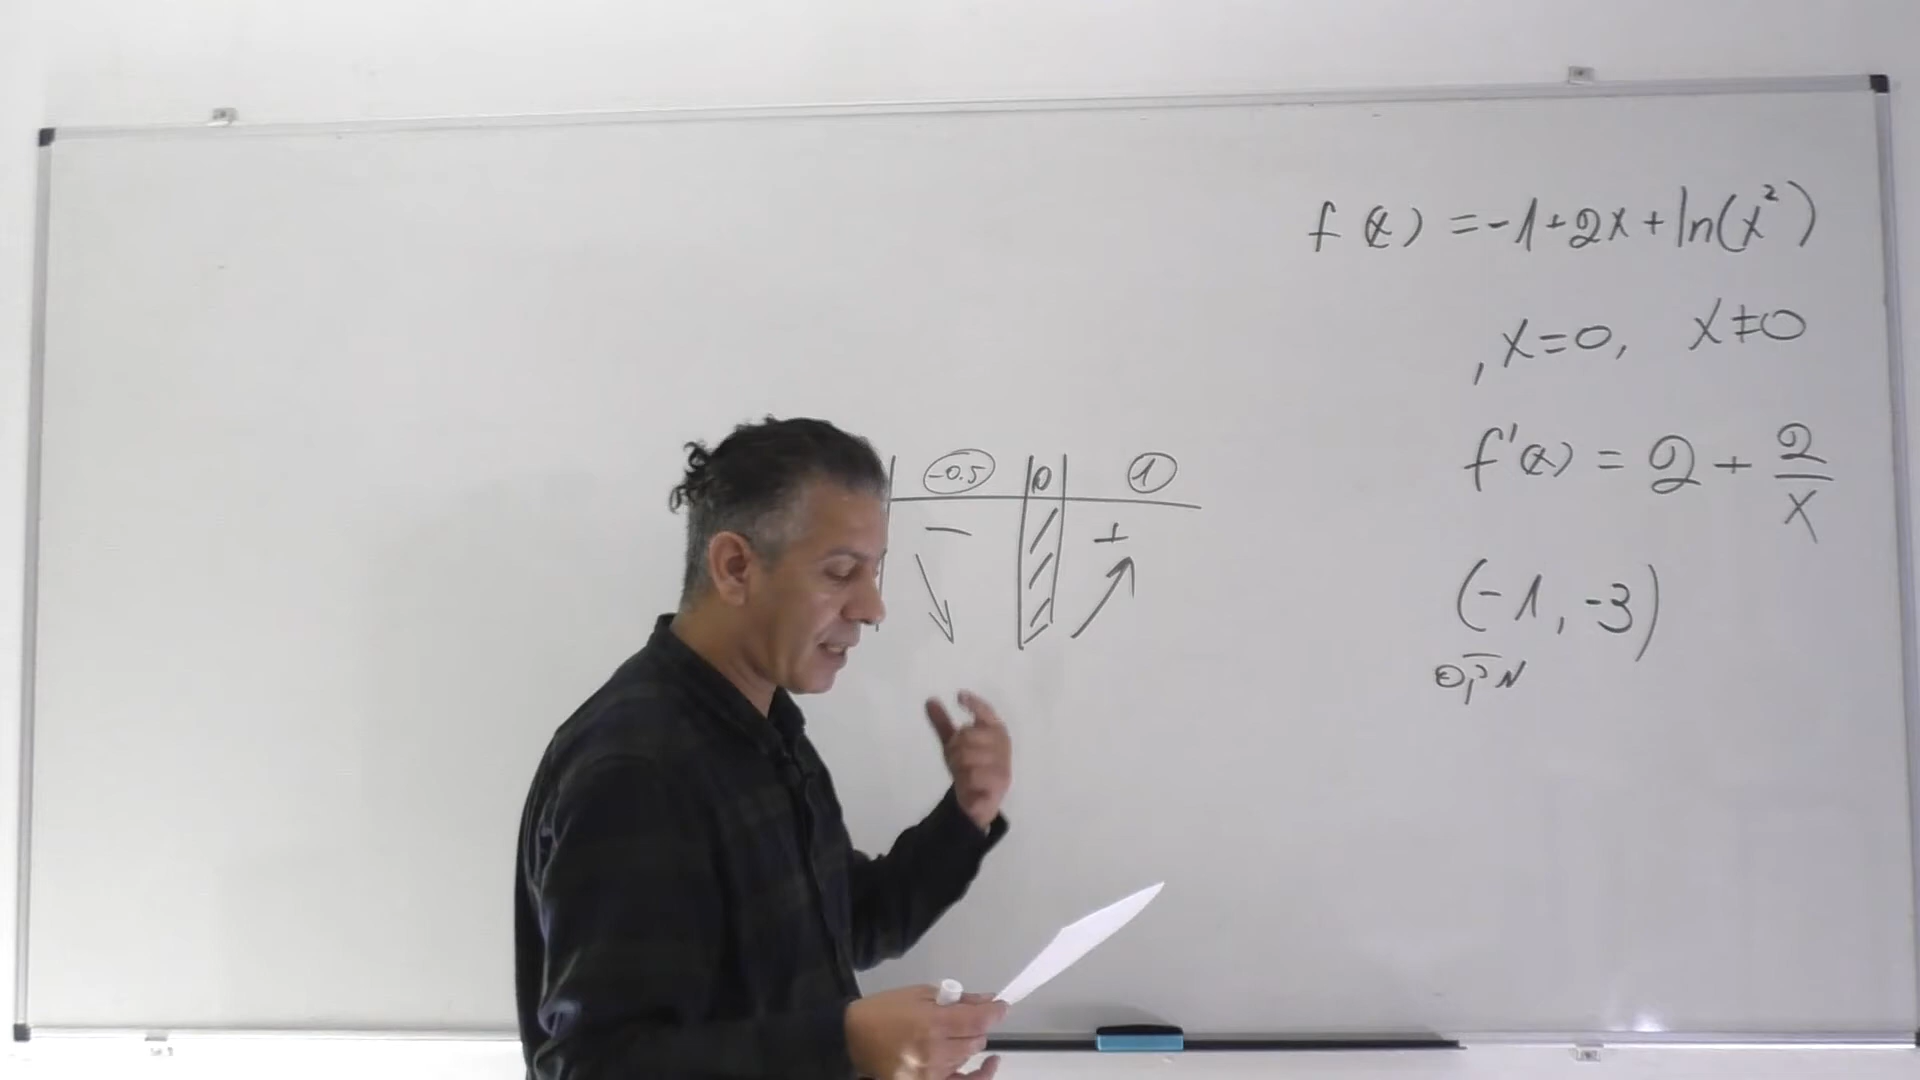 f(x) = -1+2x+ln(x²)
, x=0, x≠0
f'(x) = 2 + 2/x
(-1, -3)
-0.5 0 1
- +